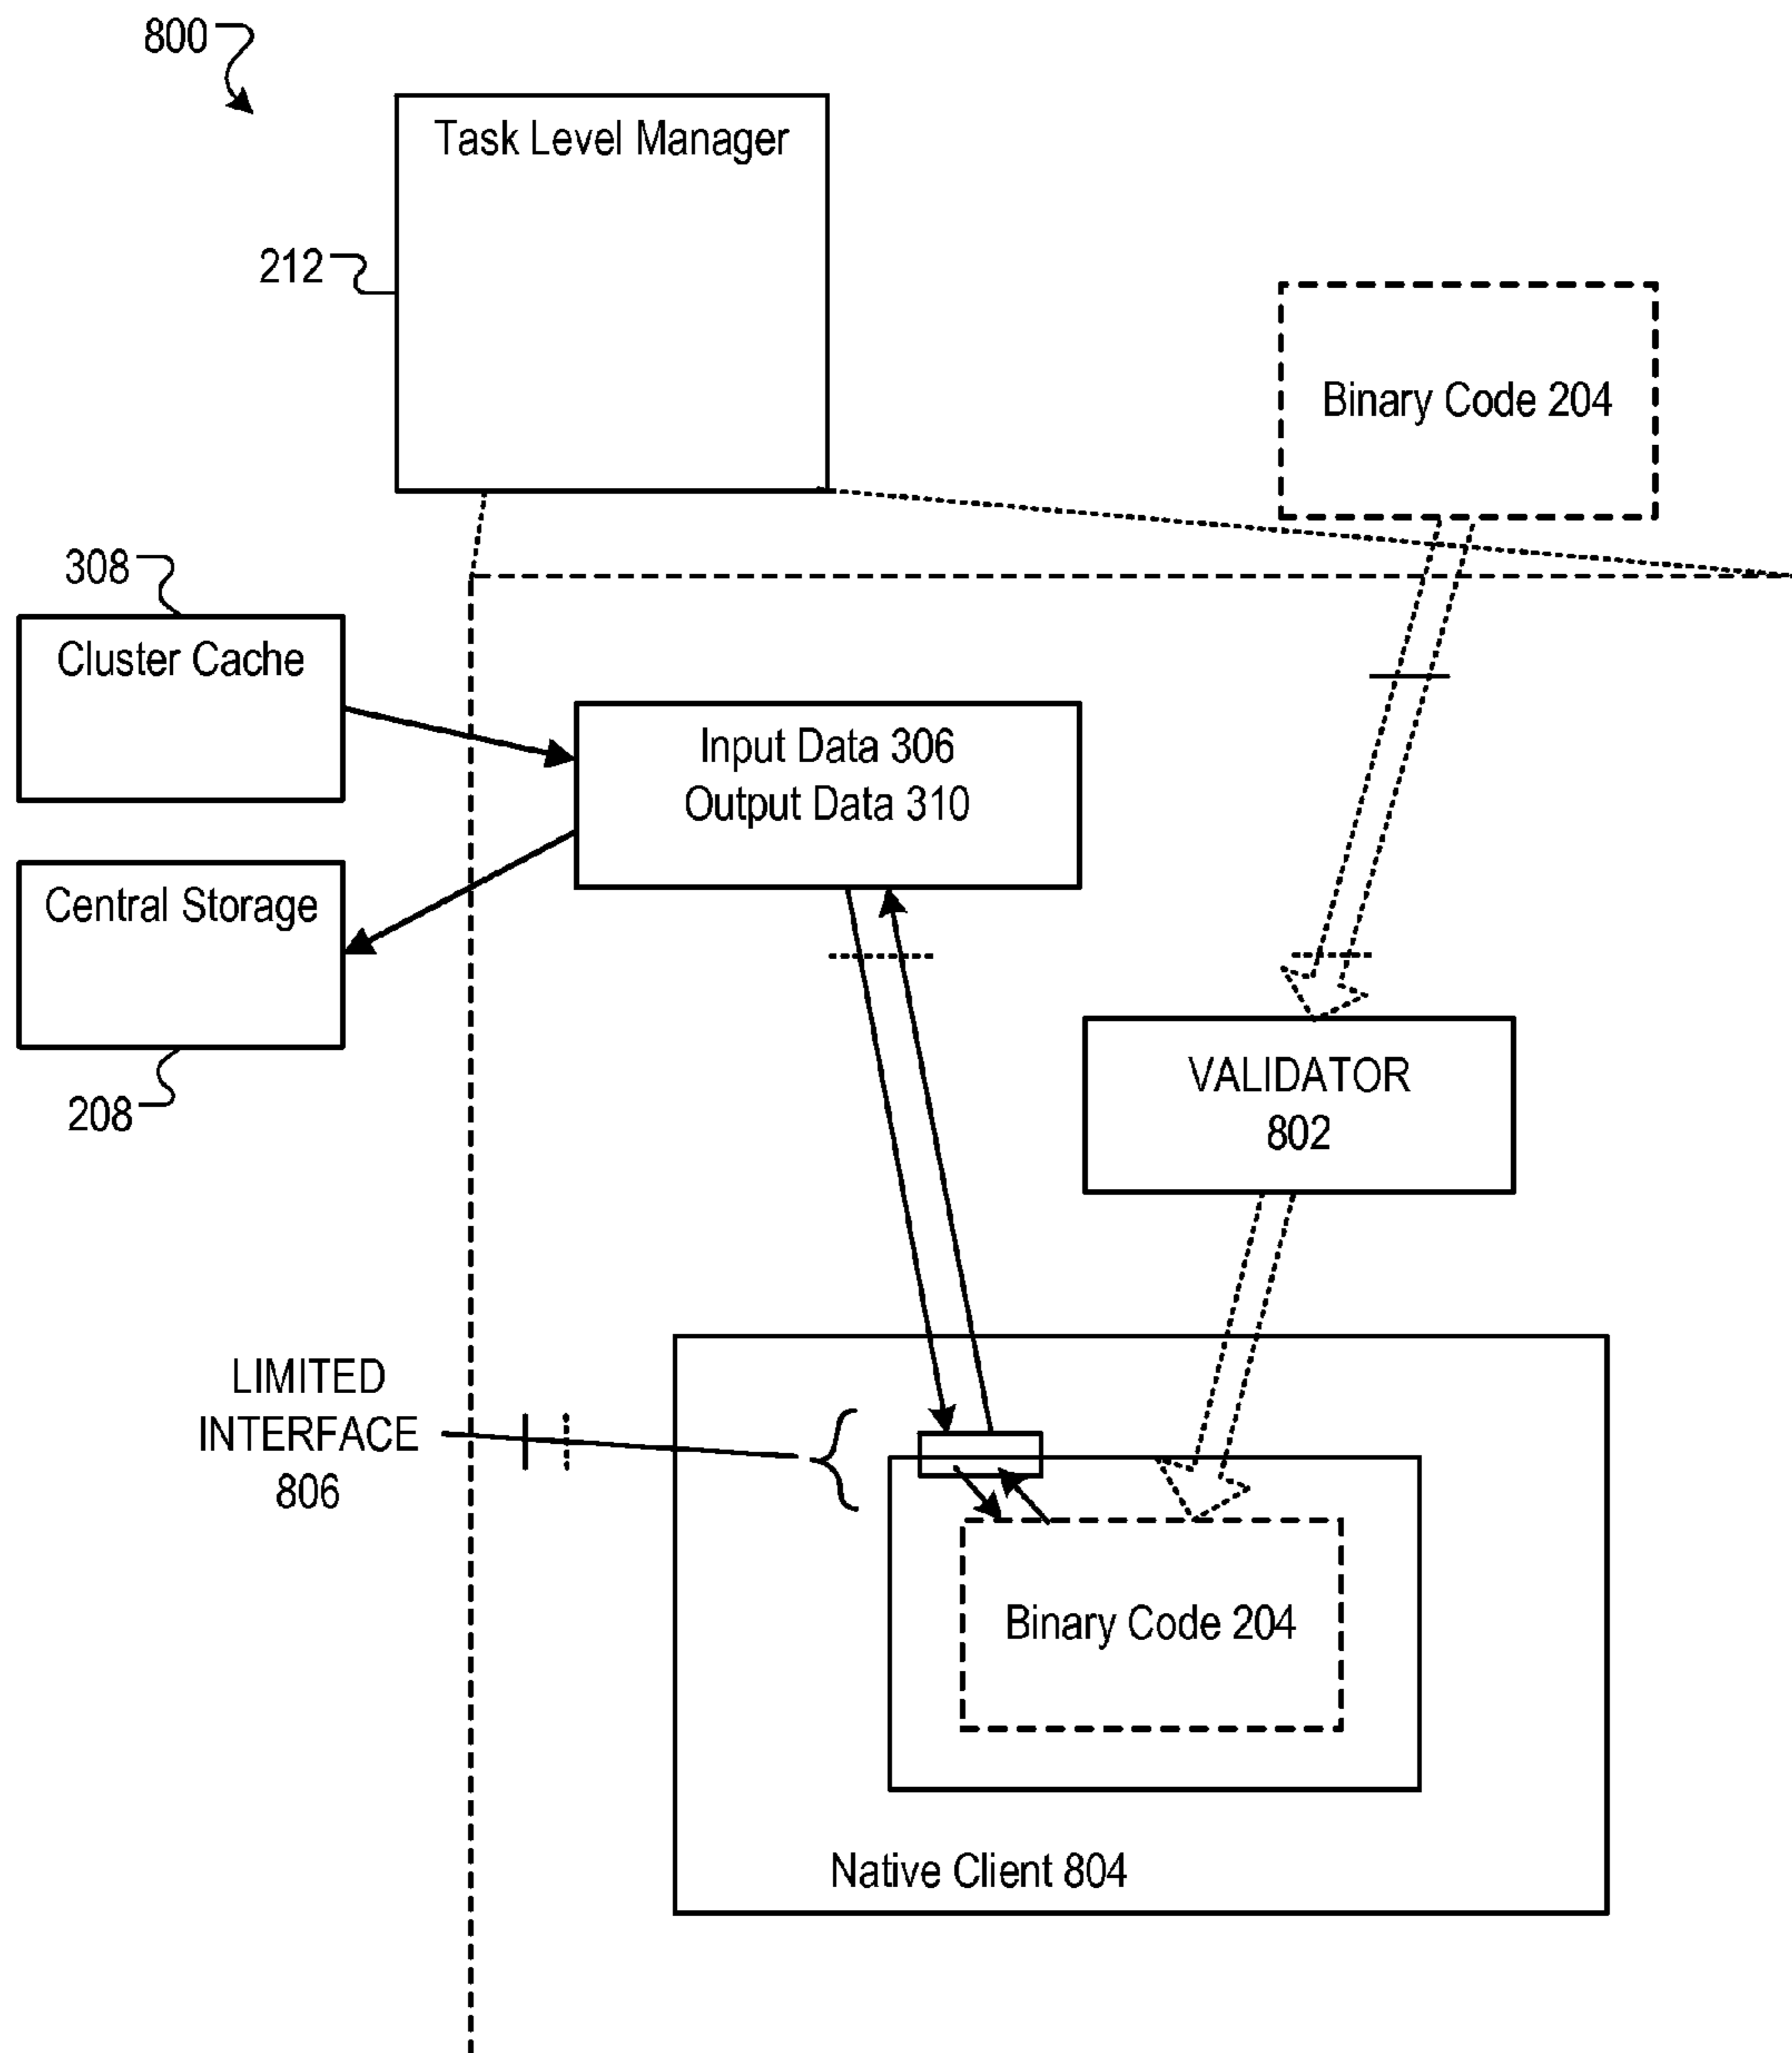 800
Task Level Manager
212
Binary Code 204
308
Cluster Cache
Input Data 306
Output Data 310
Central Storage
208
VALIDATOR
802
LIMITED
INTERFACE
806
Binary Code 204
Native Client 804